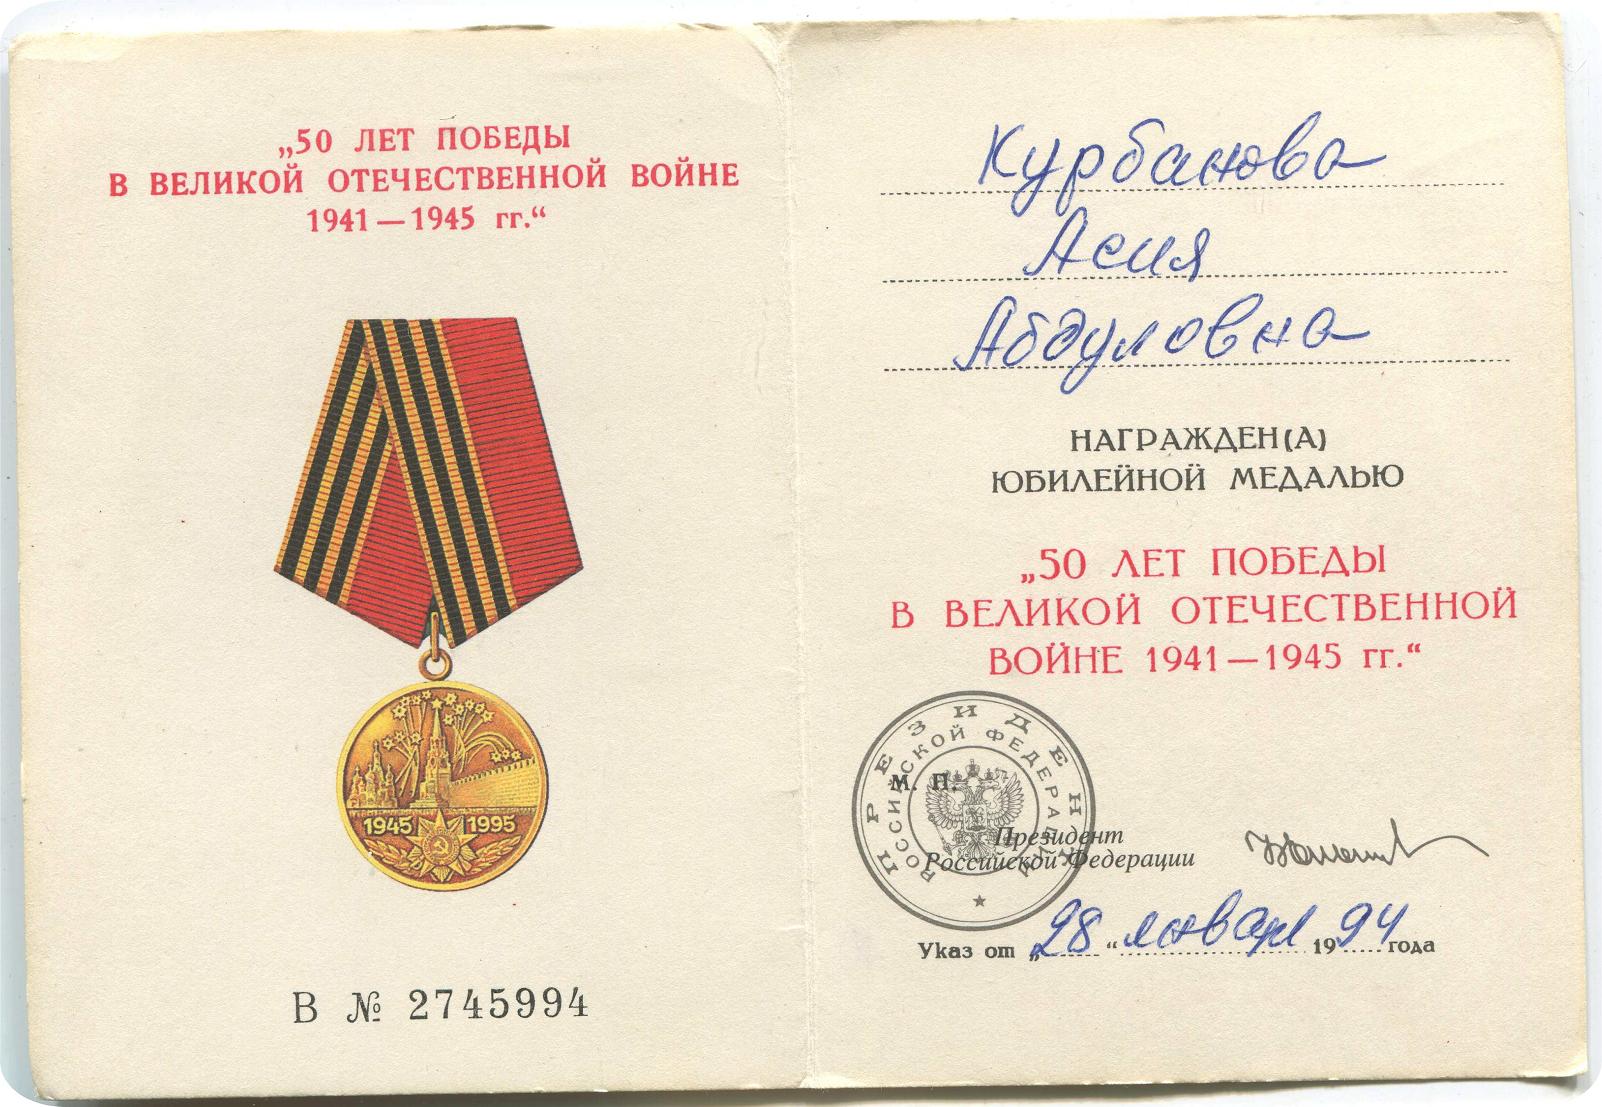 „50 ЛЕТ ПОБЕДЫ
В ВЕЛИКОЙ ОТЕЧЕСТВЕННОЙ ВОЙНЕ
1941—1945 гг.“
1945 1995
В № 2745994
Курбанова
Асия
Абдуловна
НАГРАЖДЕН(А)
ЮБИЛЕЙНОЙ МЕДАЛЬЮ
„50 ЛЕТ ПОБЕДЫ
В ВЕЛИКОЙ ОТЕЧЕСТВЕННОЙ
ВОЙНЕ 1941—1945 гг.“
ПРЕЗИДЕНТ
РОССИЙСКОЙ ФЕДЕРАЦИИ
М. П.
Президент
Российской Федерации
Указ от „28“ января 1994 года